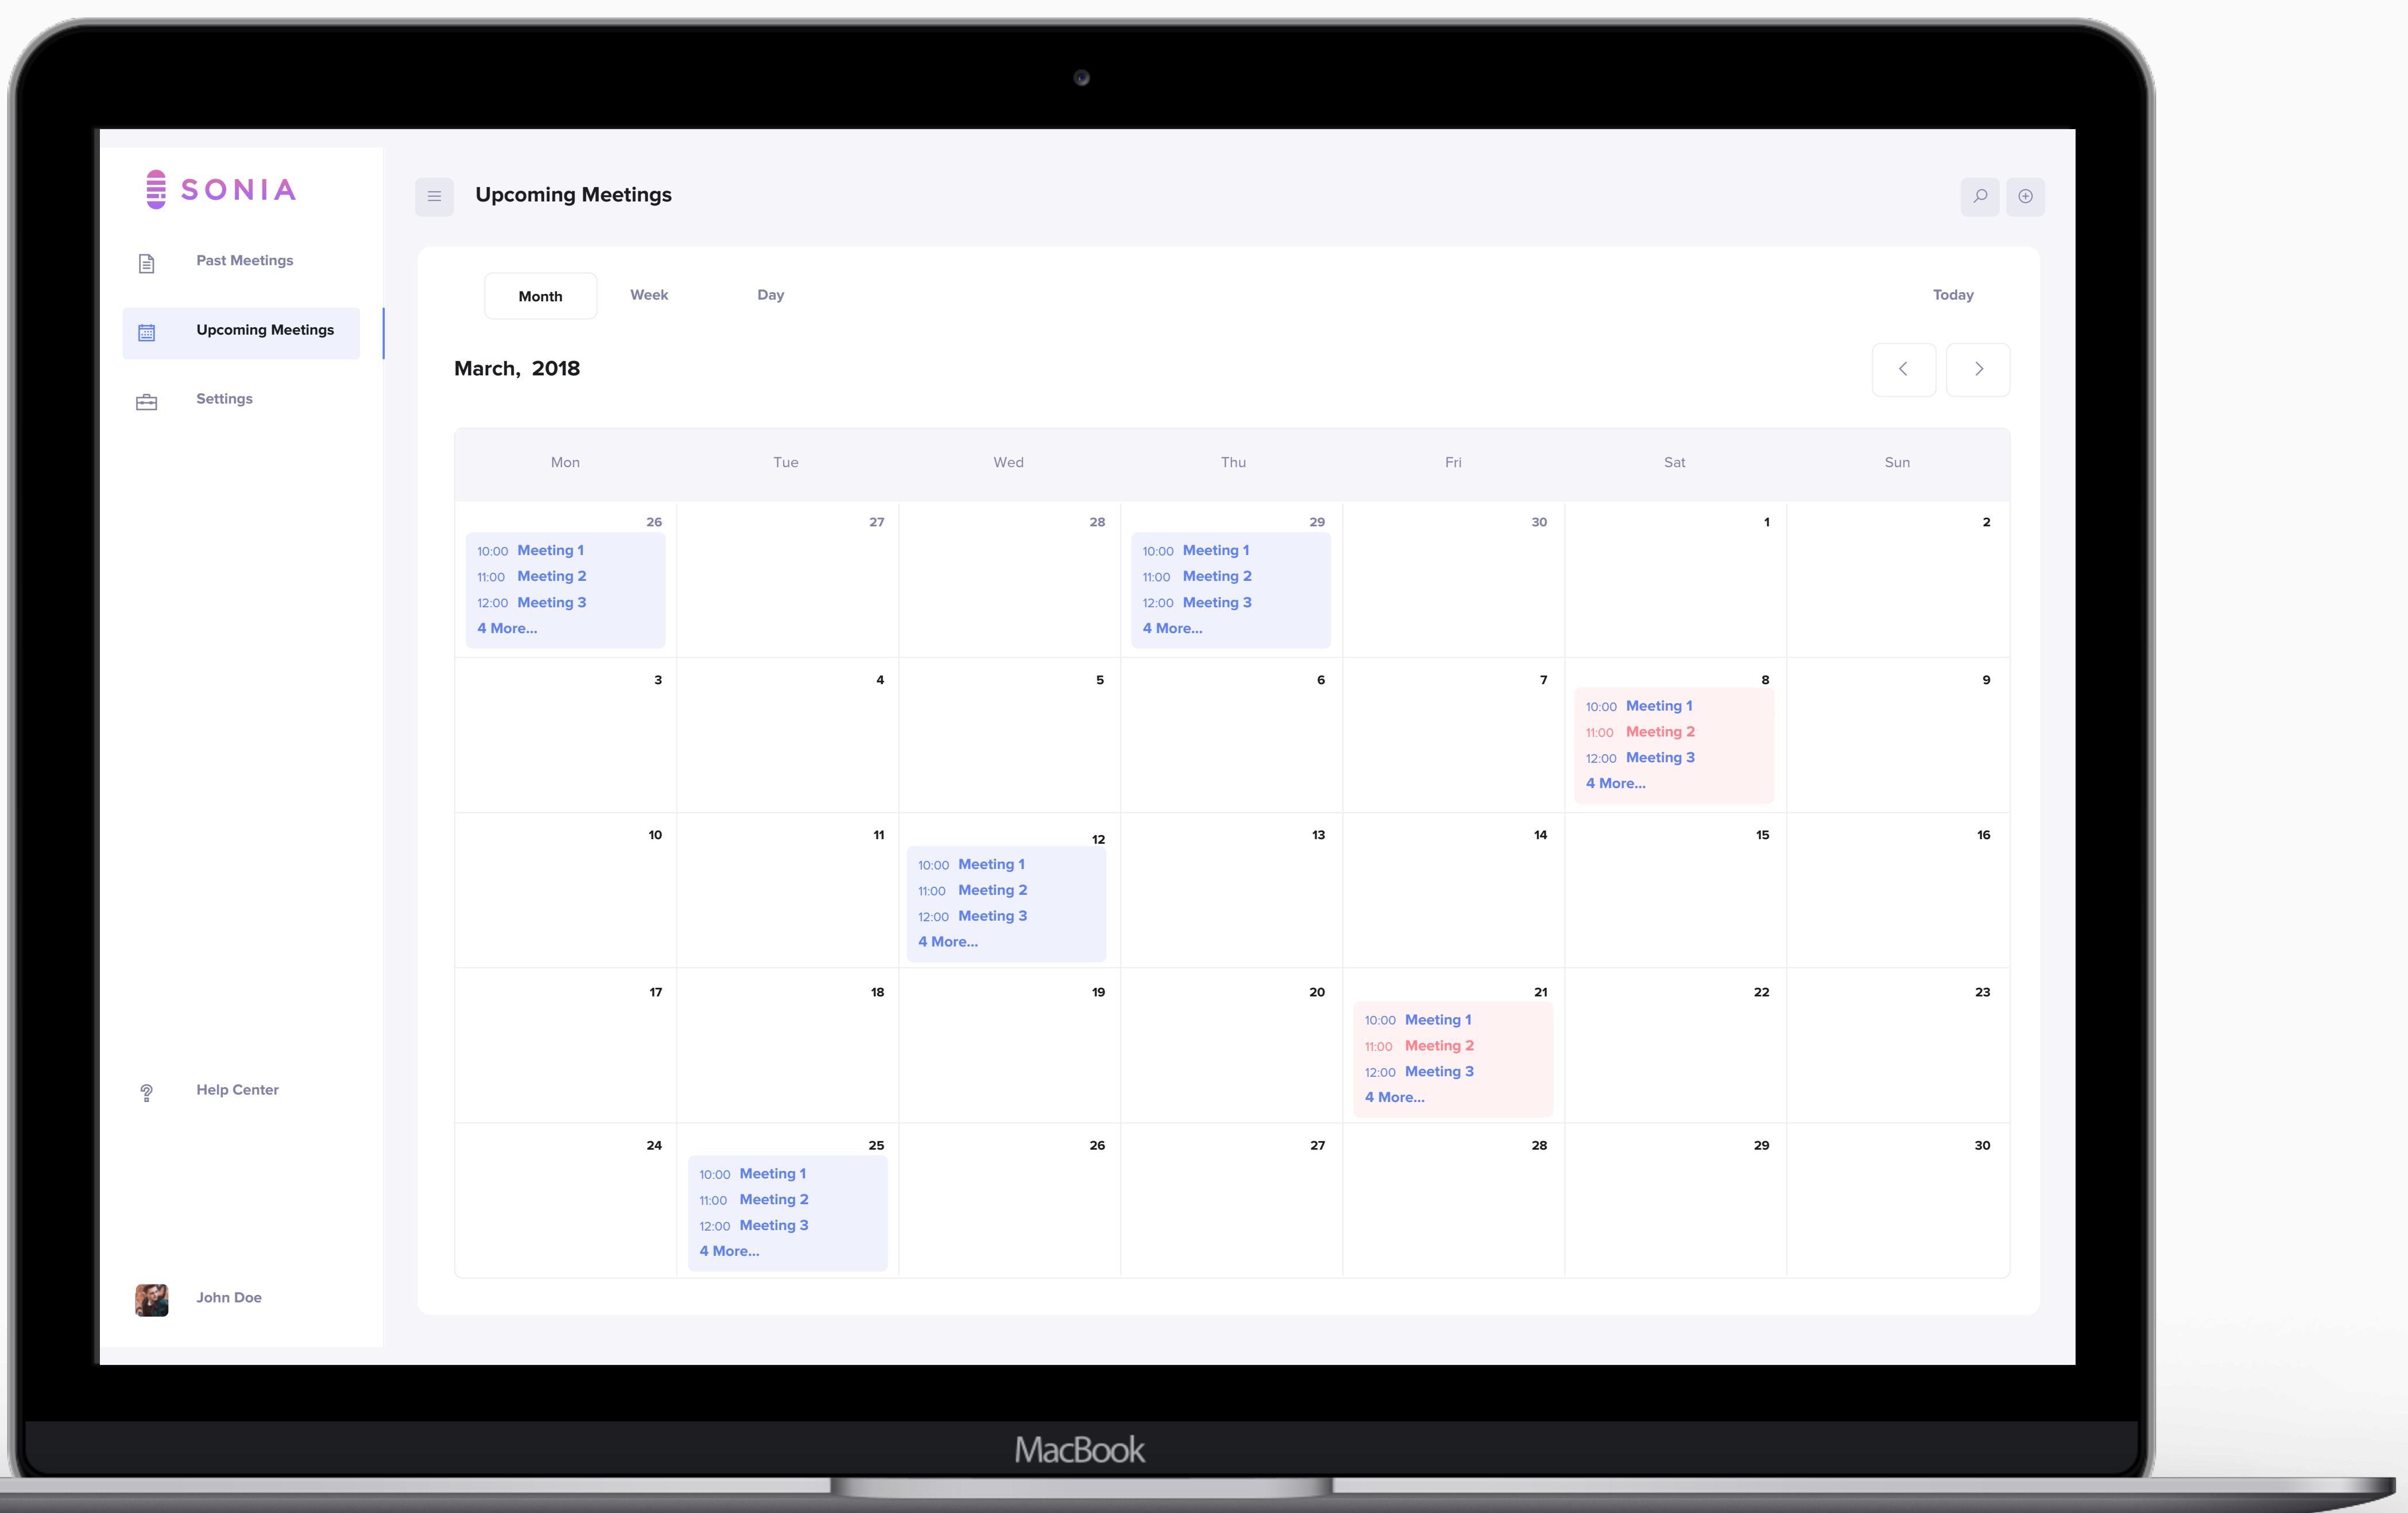 SONIA
Past Meetings
Upcoming Meetings
Settings
Help Center
John Doe
Upcoming Meetings
Month Week Day Today
March, 2018
Mon Tue Wed Thu Fri Sat Sun
26 27 28 29 30 1 2
10:00 Meeting 1
11:00 Meeting 2
12:00 Meeting 3
4 More...
10:00 Meeting 1
11:00 Meeting 2
12:00 Meeting 3
4 More...
3 4 5 6 7 8 9
10:00 Meeting 1
11:00 Meeting 2
12:00 Meeting 3
4 More...
10 11 12 13 14 15 16
10:00 Meeting 1
11:00 Meeting 2
12:00 Meeting 3
4 More...
17 18 19 20 21 22 23
10:00 Meeting 1
11:00 Meeting 2
12:00 Meeting 3
4 More...
24 25 26 27 28 29 30
10:00 Meeting 1
11:00 Meeting 2
12:00 Meeting 3
4 More...
MacBook